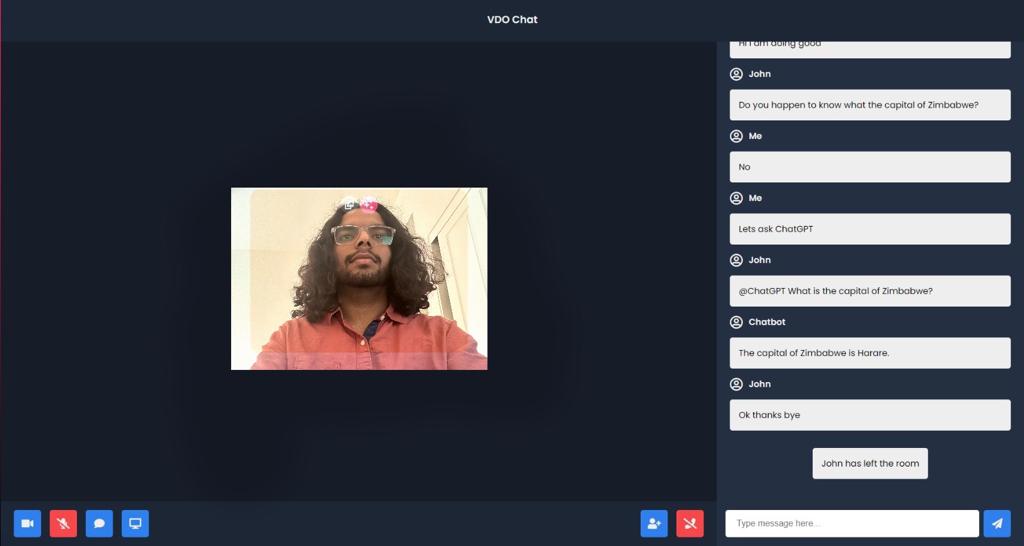 VDO Chat
Hi I am doing good
John
Do you happen to know what the capital of Zimbabwe?
Me
No
Me
Lets ask ChatGPT
John
@ChatGPT What is the capital of Zimbabwe?
Chatbot
The capital of Zimbabwe is Harare.
John
Ok thanks bye
John has left the room
Type message here...